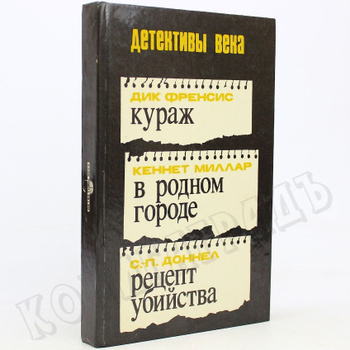 детективы века
ДИК ФРЕНСИС
кураж
КЕННЕТ МИЛЛАР
в родном
городе
С.-П. ДОННЕЛ
рецепт
убийства